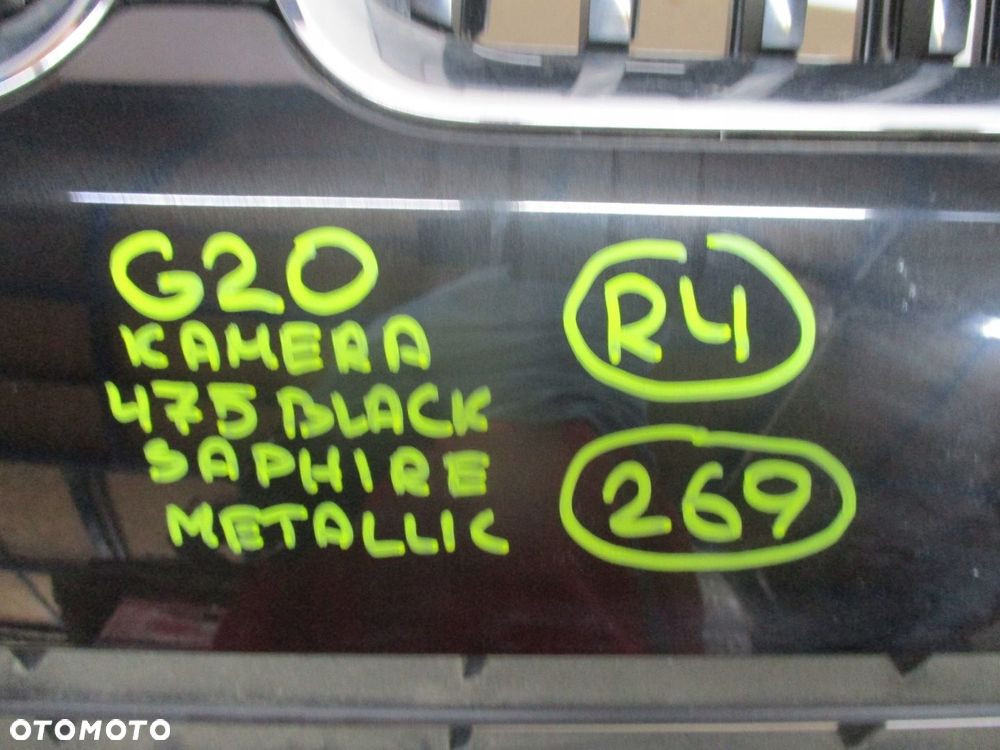 G20
KAMERA
475 BLACK
SAPHIRE
METALLIC
R4
269
OTOMOTO